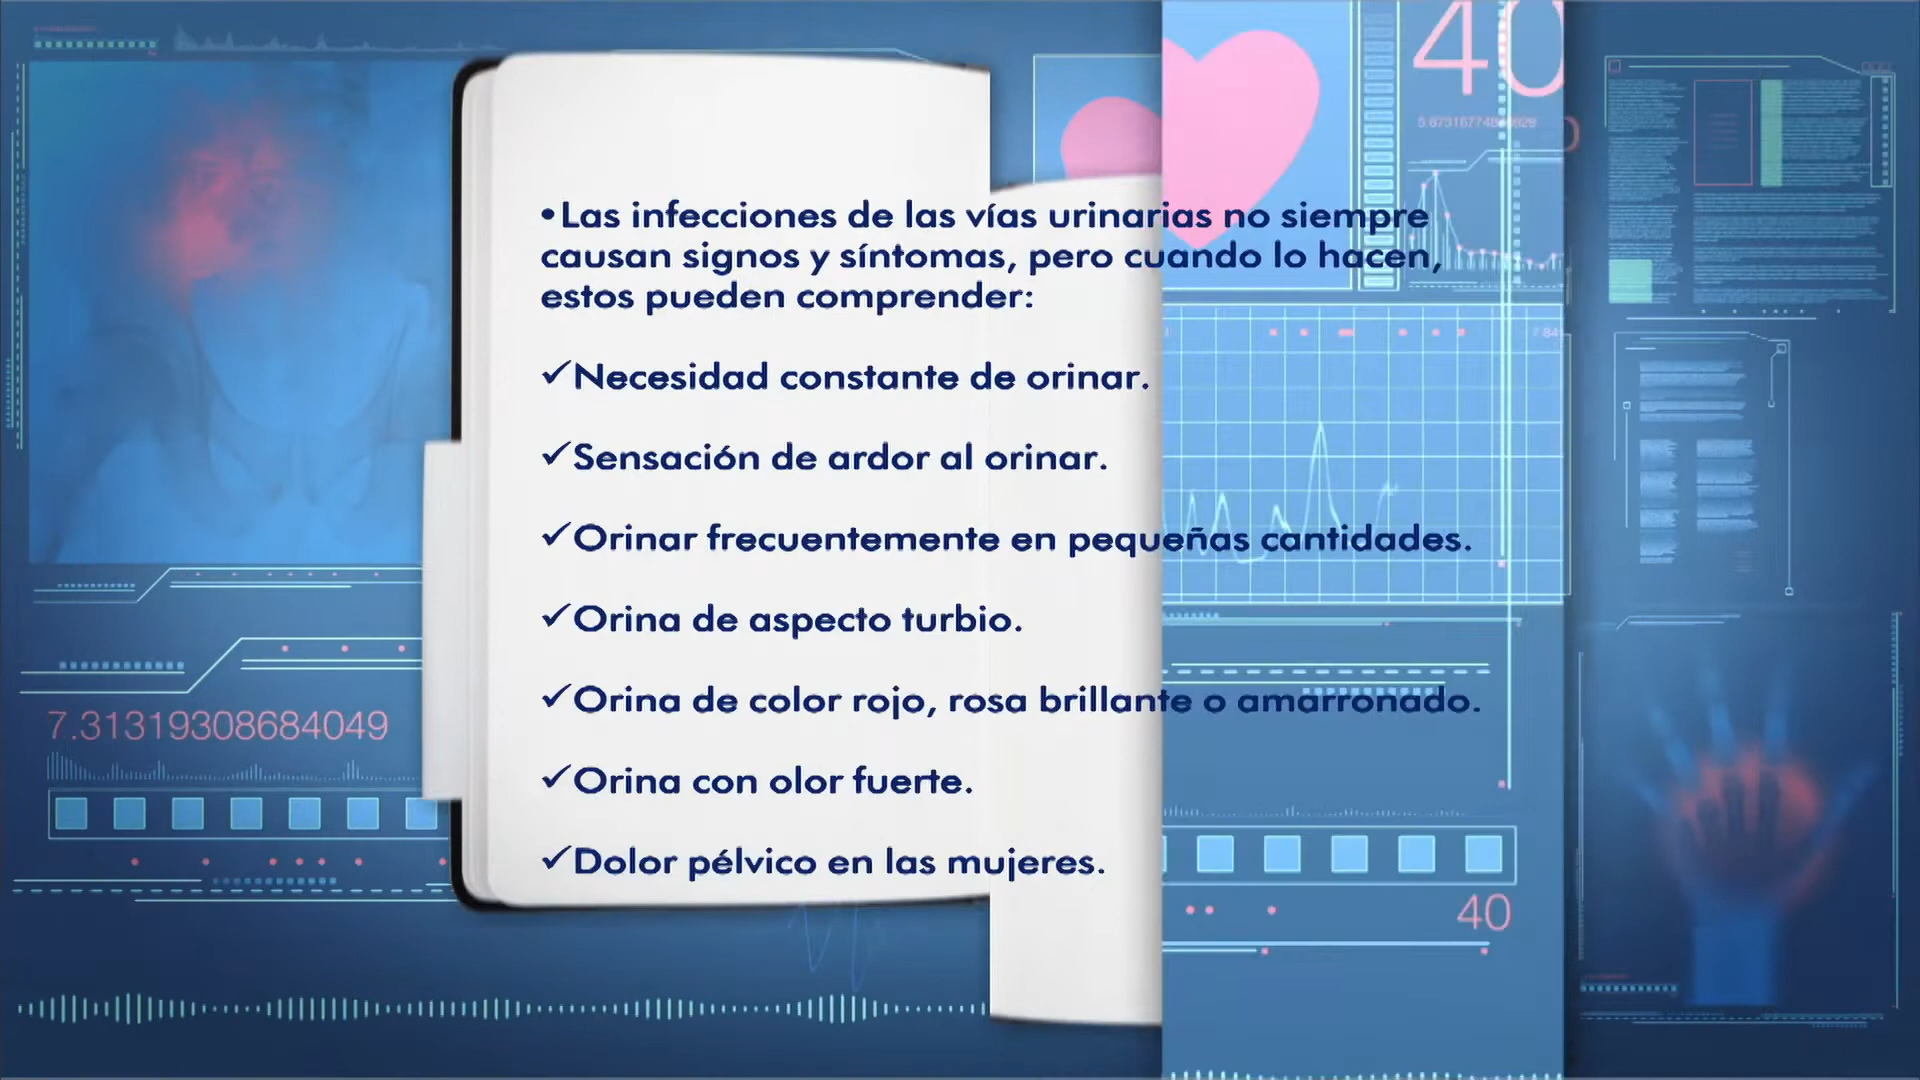 •Las infecciones de las vías urinarias no siempre
causan signos y síntomas, pero cuando lo hacen,
estos pueden comprender:
✓Necesidad constante de orinar.
✓Sensación de ardor al orinar.
✓Orinar frecuentemente en pequeñas cantidades.
✓Orina de aspecto turbio.
✓Orina de color rojo, rosa brillante o amarronado.
✓Orina con olor fuerte.
✓Dolor pélvico en las mujeres.
7.31319308684049
40
40